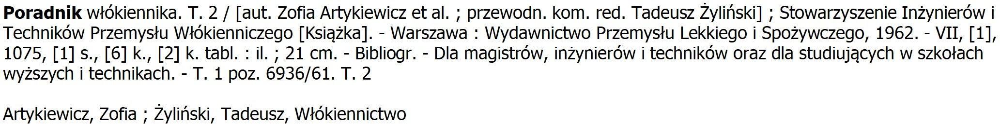 Poradnik włókiennika. T. 2 / [aut. Zofia Artykiewicz et al. ; przewodn. kom. red. Tadeusz Żyliński] ; Stowarzyszenie Inżynierów i
Techników Przemysłu Włókienniczego [Książka]. - Warszawa : Wydawnictwo Przemysłu Lekkiego i Spożywczego, 1962. - VII, [1],
1075, [1] s., [6] k., [2] k. tabl. : il. ; 21 cm. - Bibliogr. - Dla magistrów, inżynierów i techników oraz dla studiujących w szkołach
wyższych i technikach. - T. 1 poz. 6936/61. T. 2
Artykiewicz, Zofia ; Żyliński, Tadeusz, Włókiennictwo